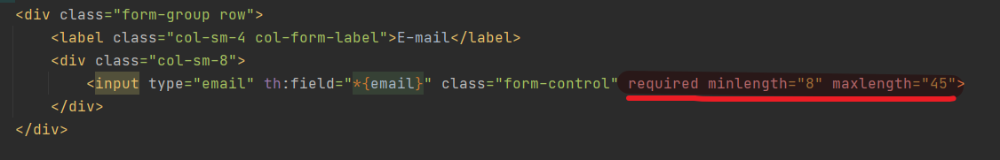 <div class="form-group row">
<label class="col-sm-4 col-form-label">E-mail</label>
<div class="col-sm-8">
<input type="email" th:field="*{email}" class="form-control" required minlength="8" maxlength="45">
</div>
</div>